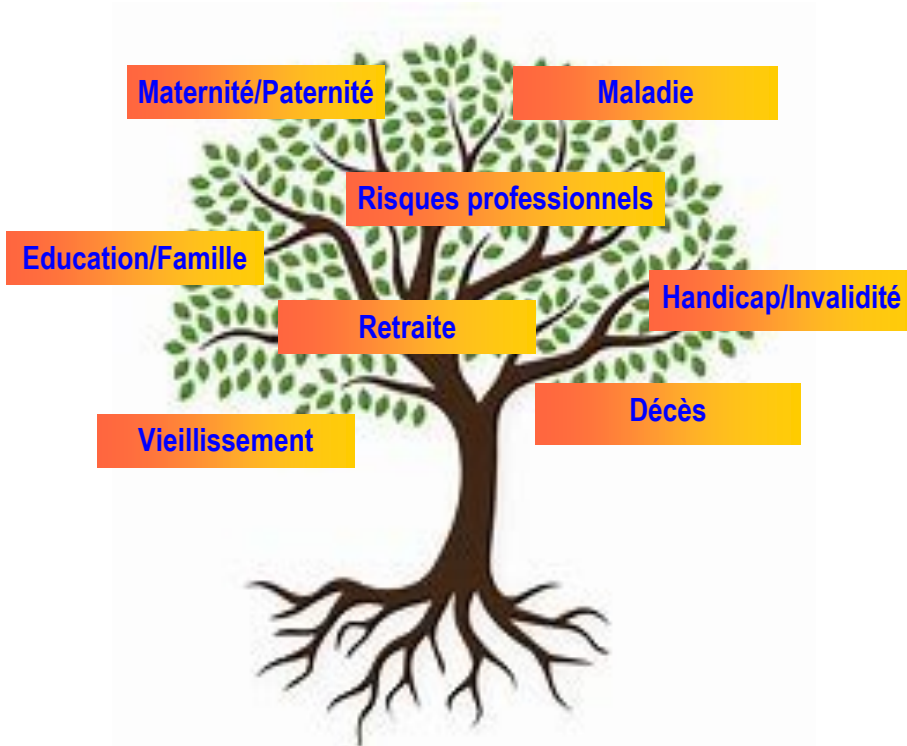 Maternité/Paternité
Maladie
Risques professionnels
Education/Famille
Handicap/Invalidité
Retraite
Décès
Vieillissement